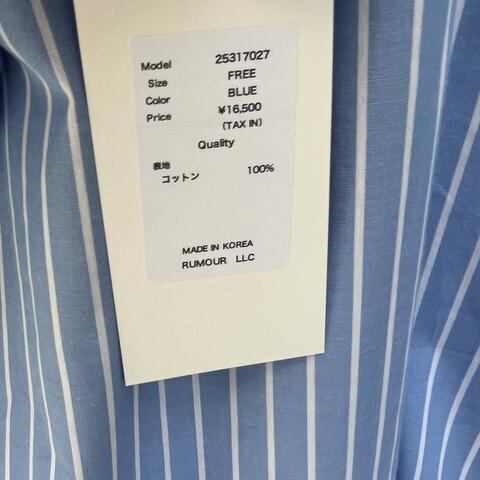 Model 25317027
Size FREE
Color BLUE
Price ¥16,500
(TAX IN)
Quality
表地
コットン 100%
MADE IN KOREA
RUMOUR LLC